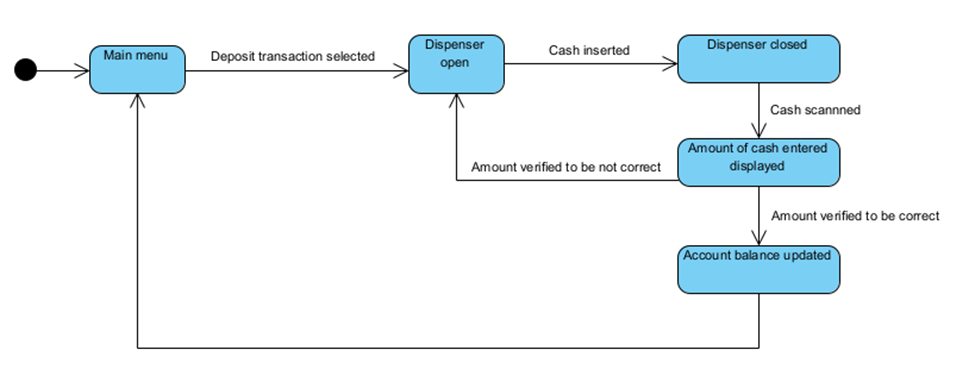 Main menu
Deposit transaction selected
Dispenser
open
Cash inserted
Dispenser closed
Cash scannned
Amount of cash entered
displayed
Amount verified to be not correct
Amount verified to be correct
Account balance updated